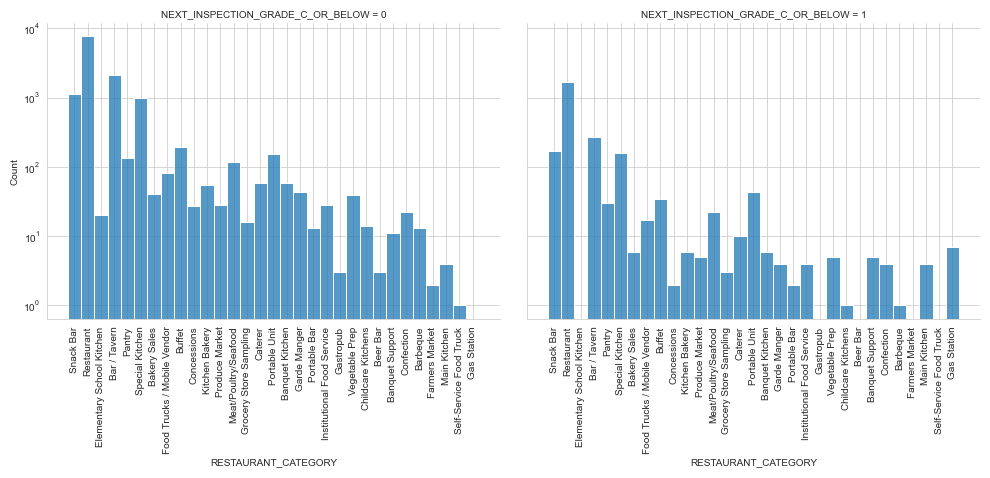 NEXT_INSPECTION_GRADE_C_OR_BELOW = 0
NEXT_INSPECTION_GRADE_C_OR_BELOW = 1
Count
10^4
10^3
10^2
10^1
10^0
Snack Bar
Restaurant
Elementary School Kitchen
Bar / Tavern
Pantry
Special Kitchen
Bakery Sales
Food Trucks / Mobile Vendor
Buffet
Concessions
Kitchen Bakery
Produce Market
Meat/Poultry/Seafood
Grocery Store Sampling
Caterer
Portable Unit
Banquet Kitchen
Garde Manger
Portable Bar
Institutional Food Service
Gastropub
Vegetable Prep
Childcare Kitchens
Beer Bar
Banquet Support
Confection
Barbeque
Farmers Market
Main Kitchen
Self-Service Food Truck
Gas Station
RESTAURANT_CATEGORY
Snack Bar
Restaurant
Elementary School Kitchen
Bar / Tavern
Pantry
Special Kitchen
Bakery Sales
Food Trucks / Mobile Vendor
Buffet
Concessions
Kitchen Bakery
Produce Market
Meat/Poultry/Seafood
Grocery Store Sampling
Caterer
Portable Unit
Banquet Kitchen
Garde Manger
Portable Bar
Institutional Food Service
Gastropub
Vegetable Prep
Childcare Kitchens
Beer Bar
Banquet Support
Confection
Barbeque
Farmers Market
Main Kitchen
Self-Service Food Truck
Gas Station
RESTAURANT_CATEGORY